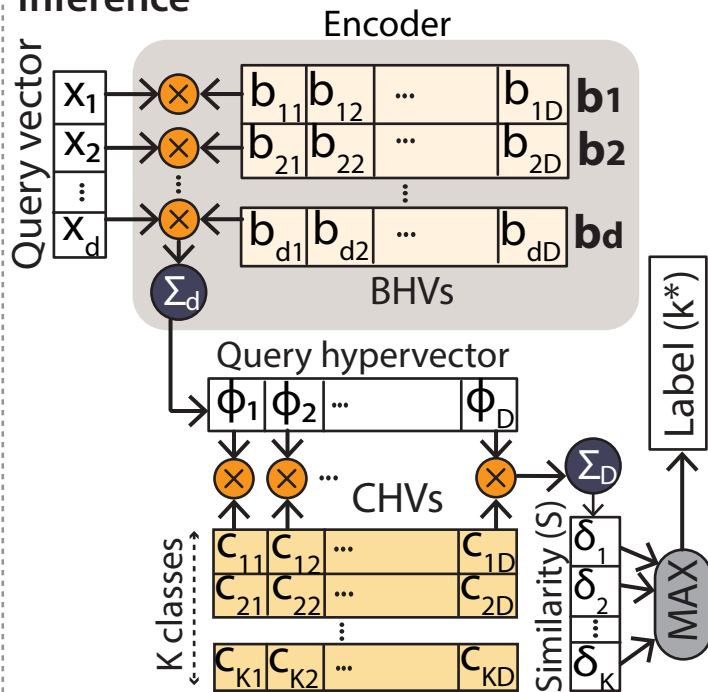 Inference
Encoder
Query vector
x1 × b11 b12 ... b1D b1
x2 × b21 b22 ... b2D b2
... ... ...
xd × bd1 bd2 ... bdD bd
Σd
BHVs
Query hypervector
ϕ1 ϕ2 ... ϕD
× × ... × ΣD
CHVs
K classes
C11 C12 ... C1D
C21 C22 ... C2D
...
CK1 CK2 ... CKD
Similarity (S)
δ1
δ2
...
δK
MAX
Label (k*)